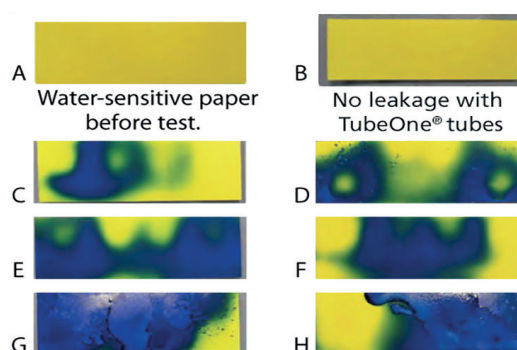 A
B
Water-sensitive paper
before test.
No leakage with
TubeOne® tubes
C
D
E
F
G
H